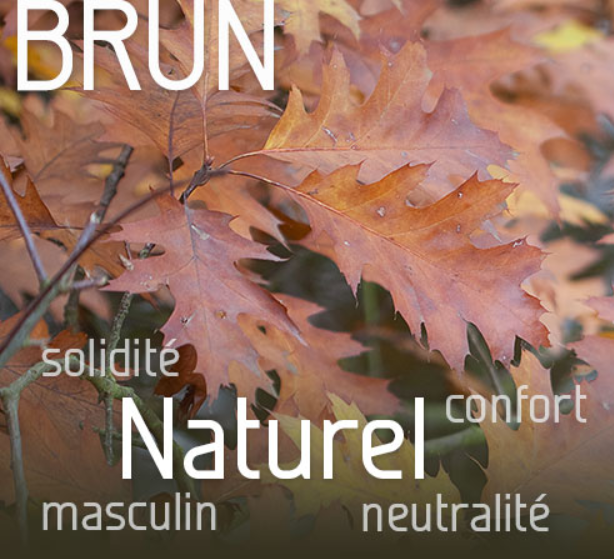 BRUN
solidité
confort
Naturel
masculin
neutralité